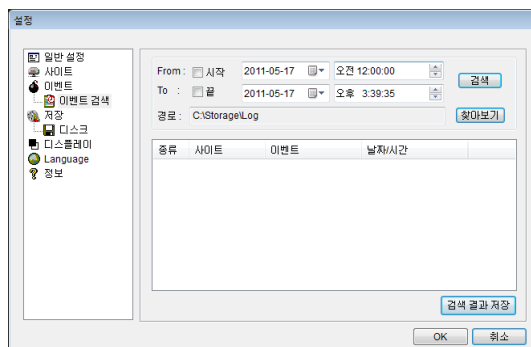 설정
일반 설정
사이트
이벤트
이벤트 검색
저장
디스크
디스플레이
Language
정보
From : 시작 2011-05-17 오전 12:00:00 검색
To : 끝 2011-05-17 오후 3:39:35
경로 : C:\Storage\Log 찾아보기
종류 사이트 이벤트 날짜/시간
검색 결과 저장
OK 취소